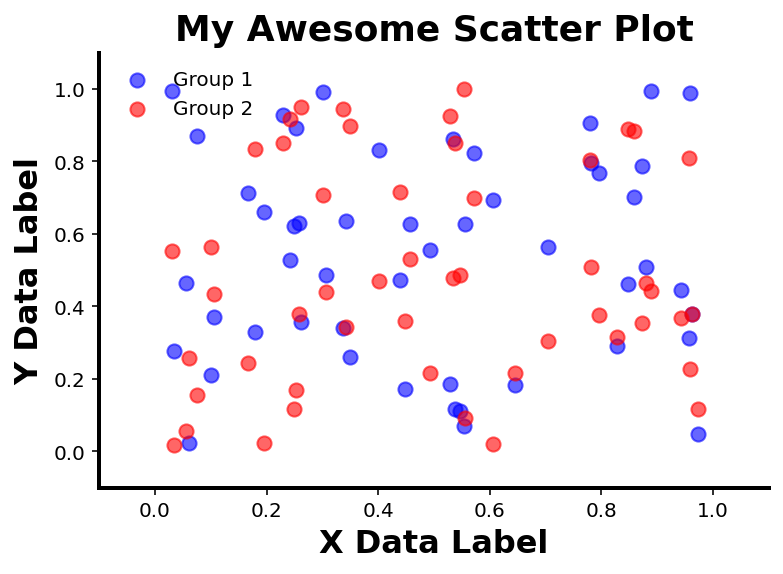 My Awesome Scatter Plot
Group 1
Group 2
Y Data Label
1.0
0.8
0.6
0.4
0.2
0.0
0.0 0.2 0.4 0.6 0.8 1.0
X Data Label